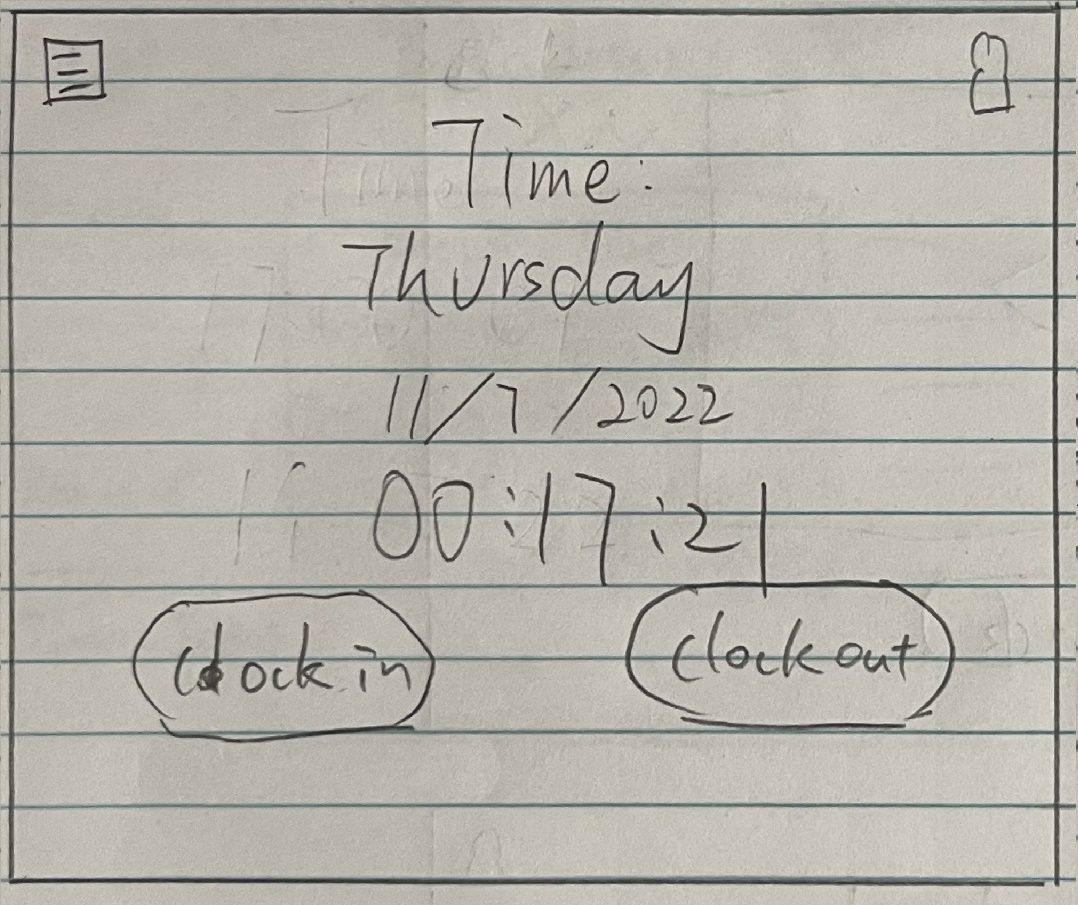 Time:
Thursday
11/7/2022
00:17:21
Clock in
Clock out